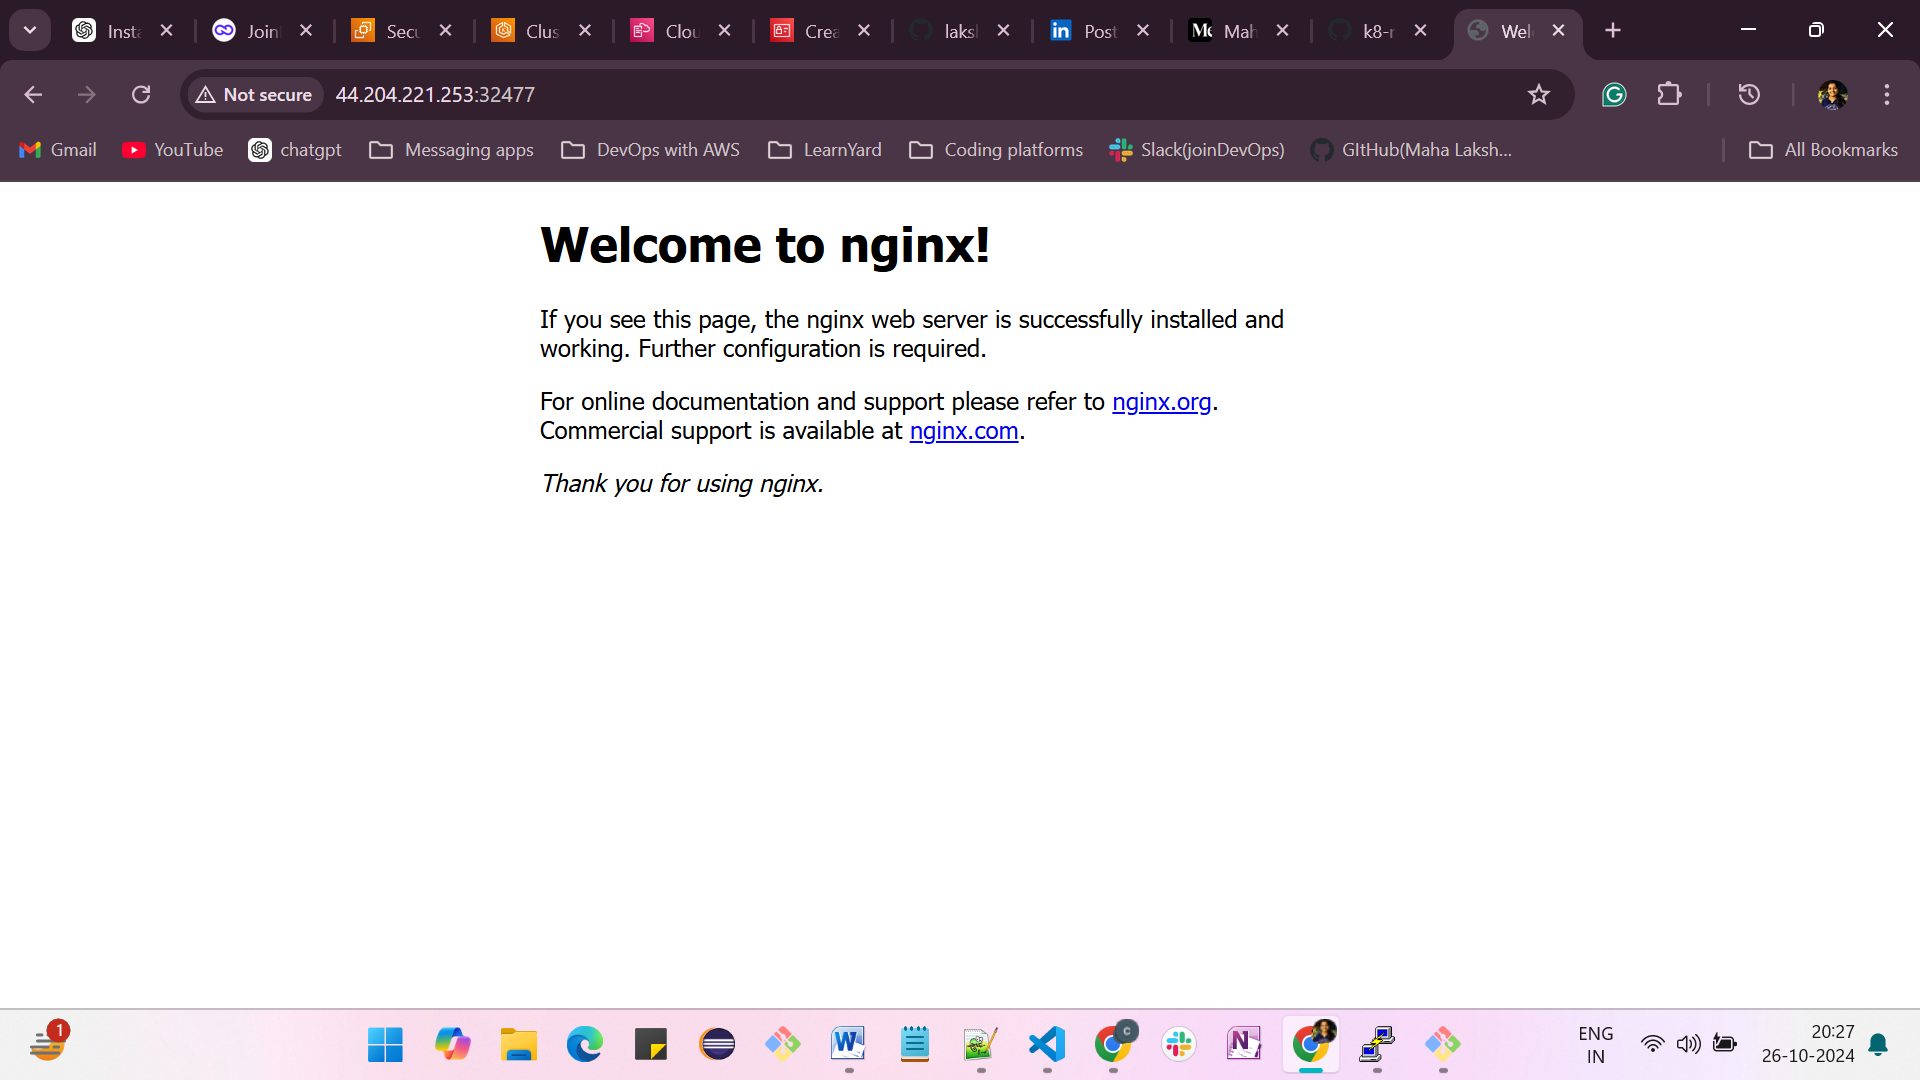 Insta
Join
Secu
Clus
Clou
Crea
laks
Post
Mah
k8-r
Wel
Not secure
44.204.221.253:32477
Gmail
YouTube
chatgpt
Messaging apps
DevOps with AWS
LearnYard
Coding platforms
Slack(joinDevOps)
GItHub(Maha Laksh...
All Bookmarks
Welcome to nginx!
If you see this page, the nginx web server is successfully installed and
working. Further configuration is required.
For online documentation and support please refer to nginx.org.
Commercial support is available at nginx.com.
Thank you for using nginx.
1
ENG
IN
20:27
26-10-2024